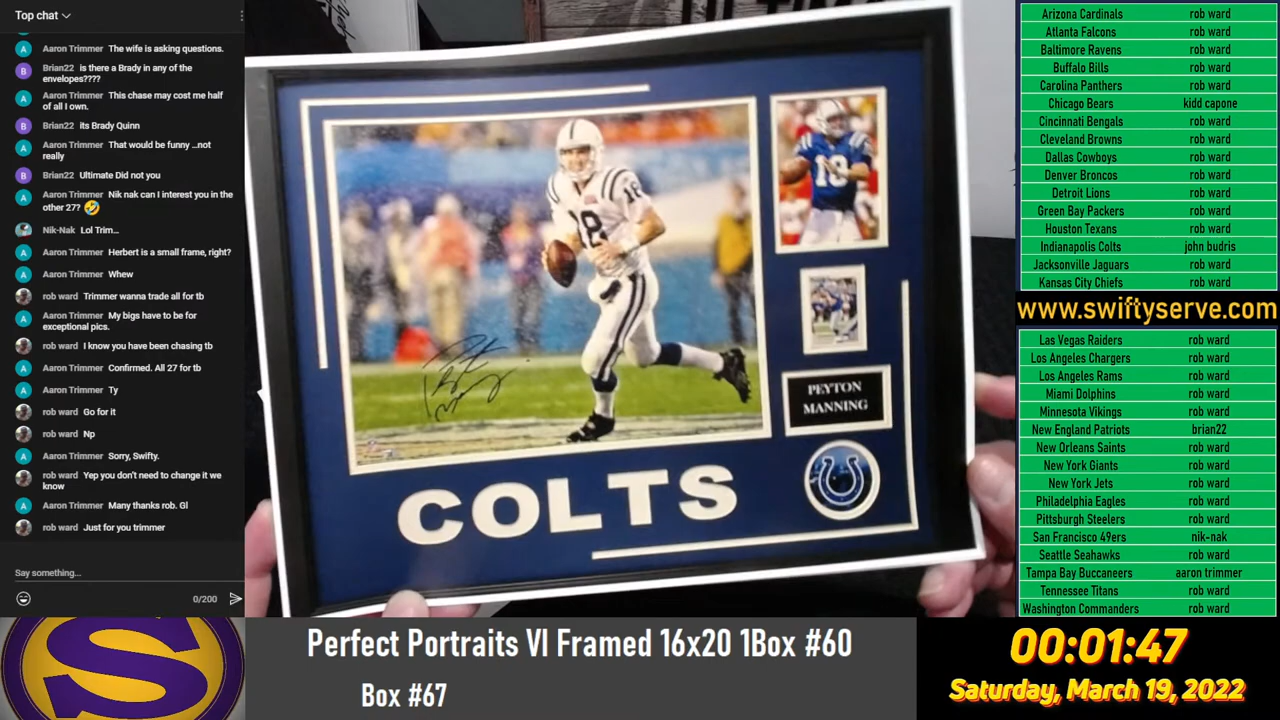 Top chat
Aaron Trimmer The wife is asking questions.
Brian22 is there a Brady in any of the
envelopes????
Aaron Trimmer This chase may cost me half
of all I own.
Brian22 its Brady Quinn
Aaron Trimmer That would be funny …not
really
Brian22 Ultimate Did not you
Aaron Trimmer Nik nak can I interest you in the
other 27? 🤣
Nik-Nak Lol Trim…
Aaron Trimmer Herbert is a small frame, right?
Aaron Trimmer Whew
rob ward Trimmer wanna trade all for tb
Aaron Trimmer My bigs have to be for
exceptional pics.
rob ward I know you have been chasing tb
Aaron Trimmer Confirmed. All 27 for tb
Aaron Trimmer Ty
rob ward Go for it
rob ward Np
Aaron Trimmer Sorry, Swifty.
rob ward Yep you don't need to change it we
know
Aaron Trimmer Many thanks rob. Gl
rob ward Just for you trimmer
Say something...
0/200
18
18
PEYTON
MANNING
COLTS
Arizona Cardinals rob ward
Atlanta Falcons rob ward
Baltimore Ravens rob ward
Buffalo Bills rob ward
Carolina Panthers rob ward
Chicago Bears kidd capone
Cincinnati Bengals rob ward
Cleveland Browns rob ward
Dallas Cowboys rob ward
Denver Broncos rob ward
Detroit Lions rob ward
Green Bay Packers rob ward
Houston Texans rob ward
Indianapolis Colts john budris
Jacksonville Jaguars rob ward
Kansas City Chiefs rob ward
www.swiftyserve.com
Las Vegas Raiders rob ward
Los Angeles Chargers rob ward
Los Angeles Rams rob ward
Miami Dolphins rob ward
Minnesota Vikings rob ward
New England Patriots brian22
New Orleans Saints rob ward
New York Giants rob ward
New York Jets rob ward
Philadelphia Eagles rob ward
Pittsburgh Steelers rob ward
San Francisco 49ers nik-nak
Seattle Seahawks rob ward
Tampa Bay Buccaneers aaron trimmer
Tennessee Titans rob ward
Washington Commanders rob ward
S
Perfect Portraits VI Framed 16x20 1Box #60
Box #67
00:01:47
Saturday, March 19, 2022